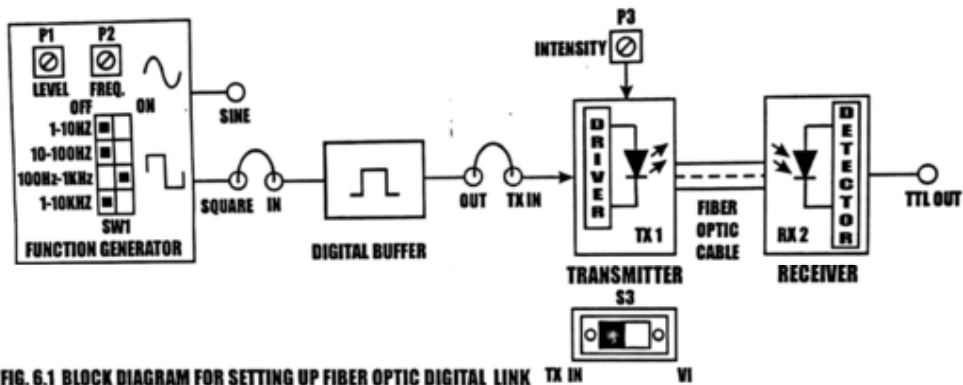 P1
P2
LEVEL
FREQ.
OFF
ON
1-10HZ
10-100HZ
100Hz-1KHz
1-10KHZ
SW1
FUNCTION GENERATOR
SINE
SQUARE
IN
DIGITAL BUFFER
OUT
TX IN
P3
INTENSITY
DRIVER
TX 1
TRANSMITTER
FIBER
OPTIC
CABLE
DETECTOR
RX 2
RECEIVER
TTL OUT
S3
TX IN
VI
FIG. 6.1 BLOCK DIAGRAM FOR SETTING UP FIBER OPTIC DIGITAL LINK